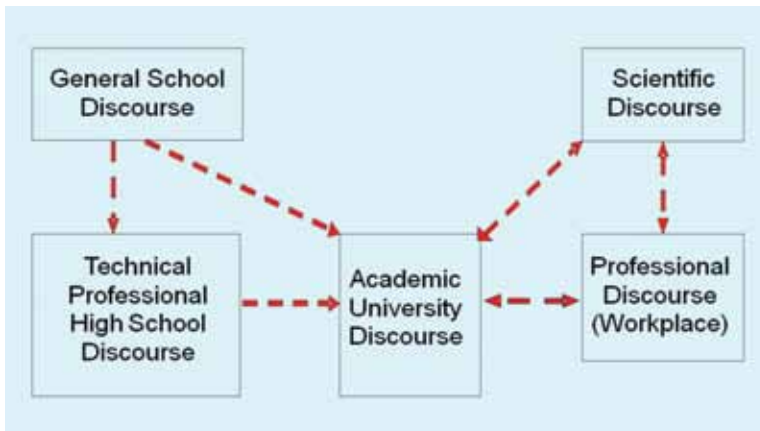 General School
Discourse
Scientific
Discourse
Technical
Professional
High School
Discourse
Academic
University
Discourse
Professional
Discourse
(Workplace)